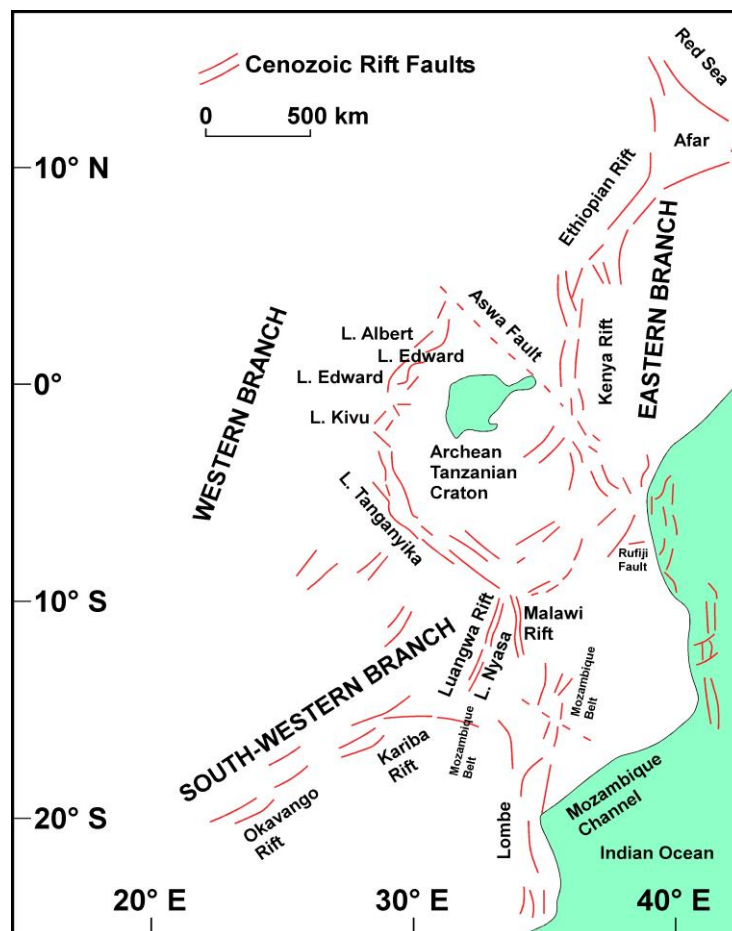 Cenozoic Rift Faults
0
500 km
Red Sea
Afar
10° N
Ethiopian Rift
EASTERN BRANCH
Aswa Fault
L. Albert
L. Edward
Kenya Rift
0°
L. Edward
WESTERN BRANCH
L. Kivu
Archean
Tanzanian
Craton
L. Tanganyika
Rufiji
Fault
10° S
Luangwa Rift
L. Nyasa
Malawi
Rift
SOUTH-WESTERN BRANCH
Mozambique
Belt
Mozambique
Belt
Kariba
Rift
Okavango
Rift
20° S
Lombe
Mozambique
Channel
Indian Ocean
20° E
30° E
40° E